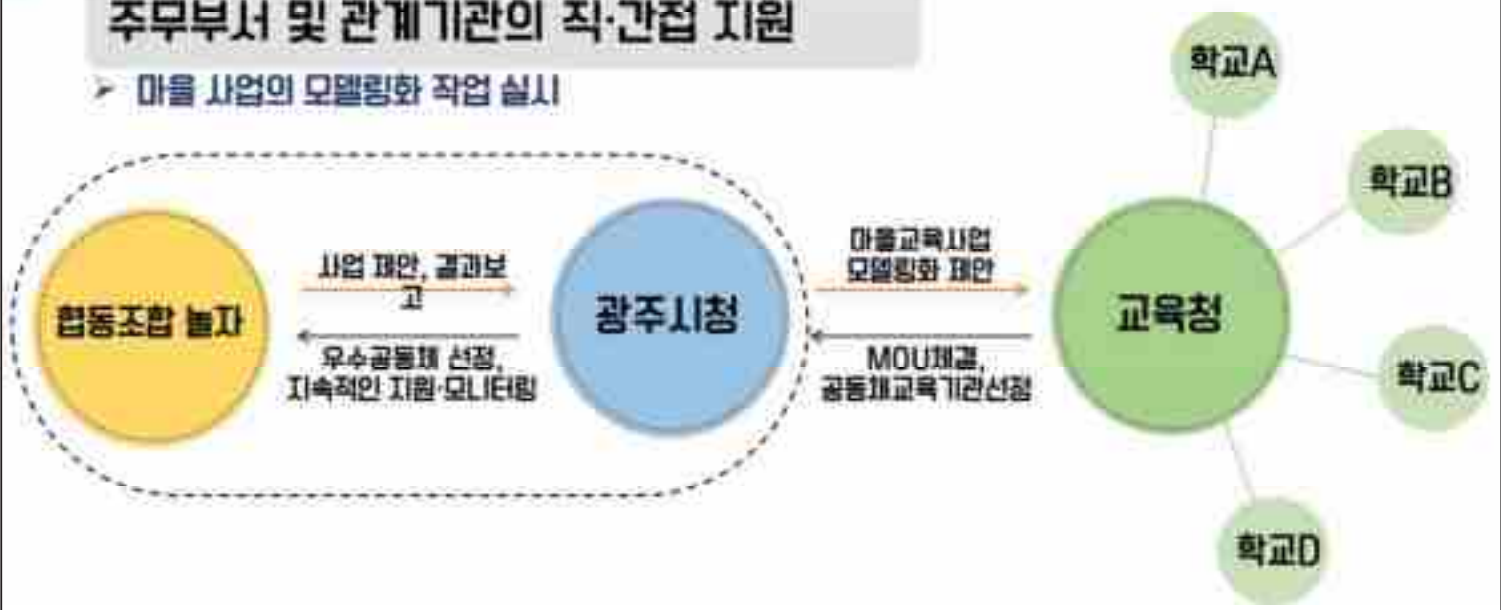 주무부서 및 관계기관의 직·간접 지원
➢ 마을 사업의 모델링화 작업 실시
협동조합 놀자
사업 제안, 결과보
고
우수공동체 선정,
지속적인 지원·모니터링
광주시청
마을교육사업
모델링화 제안
MOU체결,
공동체교육기관선정
교육청
학교A
학교B
학교C
학교D